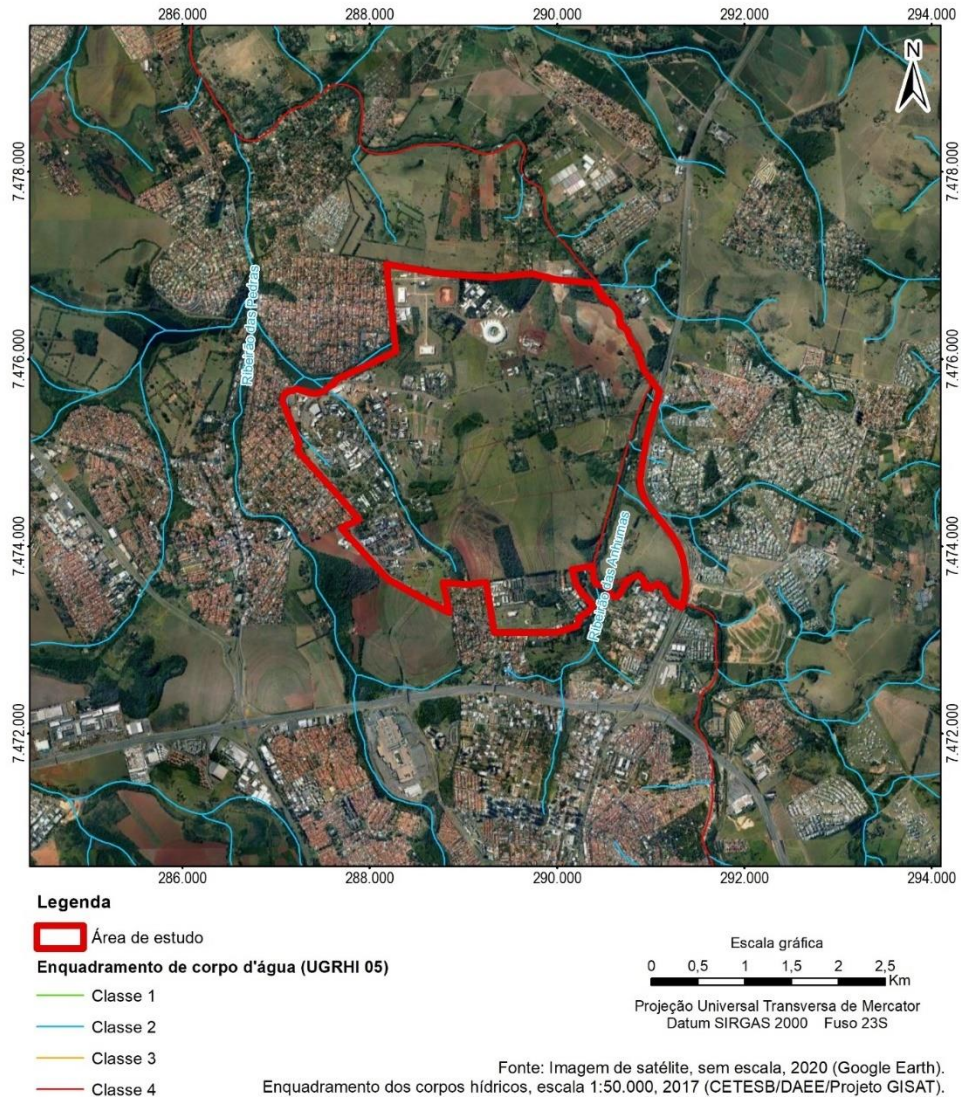 286.000 288.000 290.000 292.000 294.000
N
7.478.000 7.478.000
Ribeirão das Pedras
7.476.000 7.476.000
7.474.000 7.474.000
Ribeirão das Anhumas
7.472.000 7.472.000
286.000 288.000 290.000 292.000 294.000
Legenda
Área de estudo
Enquadramento de corpo d'água (UGRHI 05)
Classe 1
Classe 2
Classe 3
Classe 4
Escala gráfica
0 0,5 1 1,5 2 2,5
Km
Projeção Universal Transversa de Mercator
Datum SIRGAS 2000 Fuso 23S
Fonte: Imagem de satélite, sem escala, 2020 (Google Earth).
Enquadramento dos corpos hídricos, escala 1:50.000, 2017 (CETESB/DAEE/Projeto GISAT).